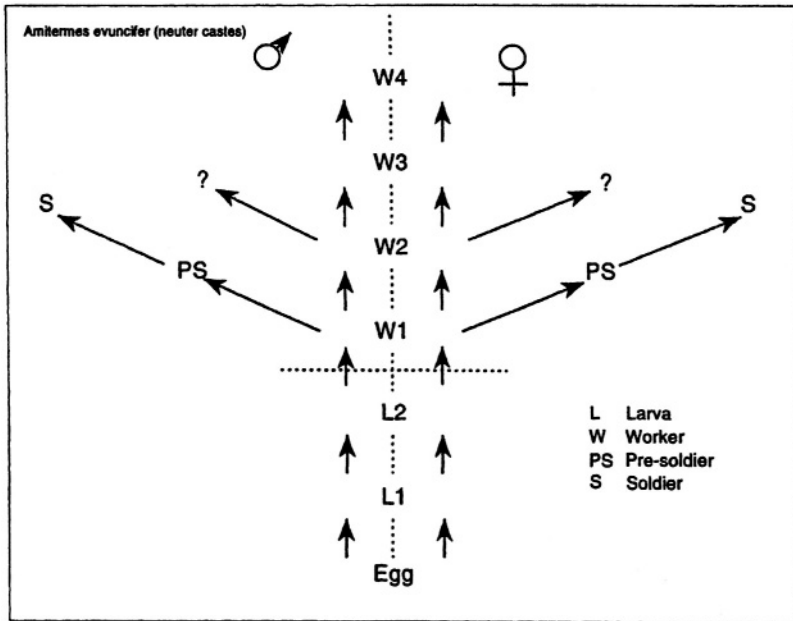 Amitermes evuncifer (neuter castes)
W4
W3
?
?
S
S
W2
PS
PS
W1
L2
L Larva
W Worker
PS Pre-soldier
S Soldier
L1
Egg